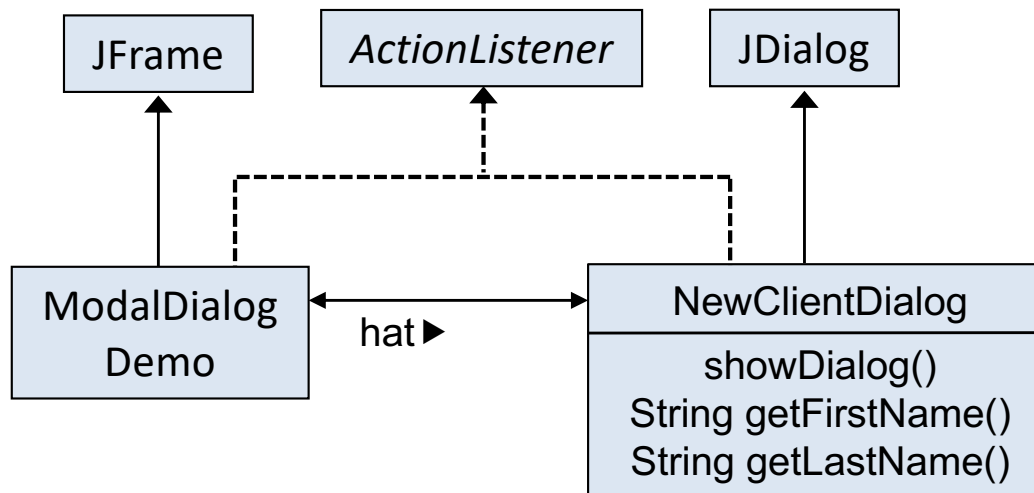 JFrame
ActionListener
JDialog
ModalDialog
Demo
hat ▶
NewClientDialog
showDialog()
String getFirstName()
String getLastName()